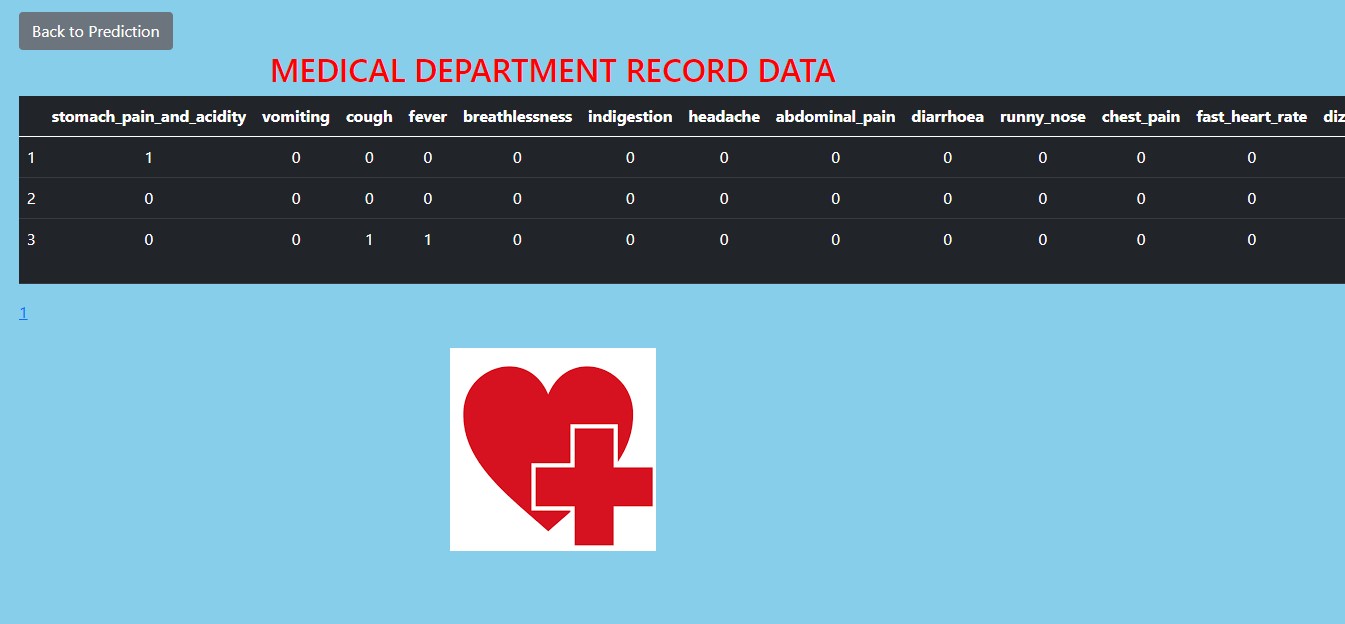 Back to Prediction
MEDICAL DEPARTMENT RECORD DATA
stomach_pain_and_acidity vomiting cough fever breathlessness indigestion headache abdominal_pain diarrhoea runny_nose chest_pain fast_heart_rate diz
1 1 0 0 0 0 0 0 0 0 0 0 0
2 0 0 0 0 0 0 0 0 0 0 0 0
3 0 0 1 1 0 0 0 0 0 0 0 0
1